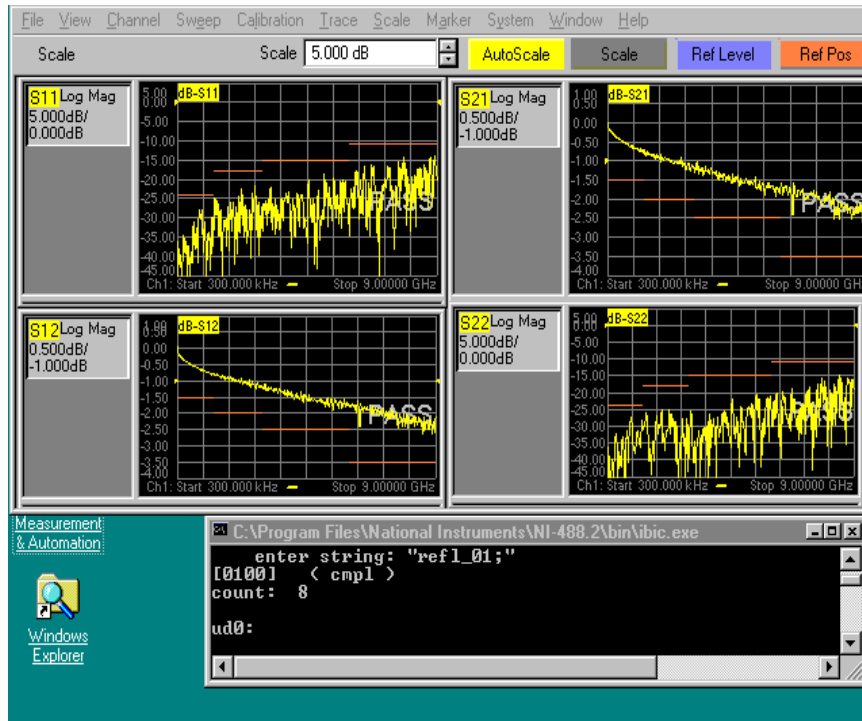 File View Channel Sweep Calibration Trace Scale Marker System Window Help
Scale Scale 5.000 dB AutoScale Scale Ref Level Ref Pos
S11 Log Mag
5.000dB/
0.000dB
dB-S11
5.00
0.00
-5.00
-10.00
-15.00
-20.00
-25.00
-30.00
-35.00
-40.00
-45.00
PASS
Ch1: Start 300.000 kHz Stop 9.00000 GHz
S21 Log Mag
0.500dB/
-1.000dB
dB-S21
1.00
0.50
0.00
-0.50
-1.00
-1.50
-2.00
-2.50
-3.00
-3.50
-4.00
PASS
Ch1: Start 300.000 kHz Stop 9.00000 GH
S12 Log Mag
0.500dB/
-1.000dB
dB-S12
1.00
0.50
0.00
-0.50
-1.00
-1.50
-2.00
-2.50
-3.00
-3.50
-4.00
PASS
Ch1: Start 300.000 kHz Stop 9.00000 GHz
S22 Log Mag
5.000dB/
0.000dB
dB-S22
5.00
0.00
-5.00
-10.00
-15.00
-20.00
-25.00
-30.00
-35.00
-40.00
-45.00
PASS
Ch1: Start 300.000 kHz Stop 9.00000 GH
Measurement
& Automation
Windows
Explorer
C:\Program Files\National Instruments\NI-488.2\bin\ibic.exe
enter string: "refl_01;"
[0100] ( cmpl )
count: 8
ud0: